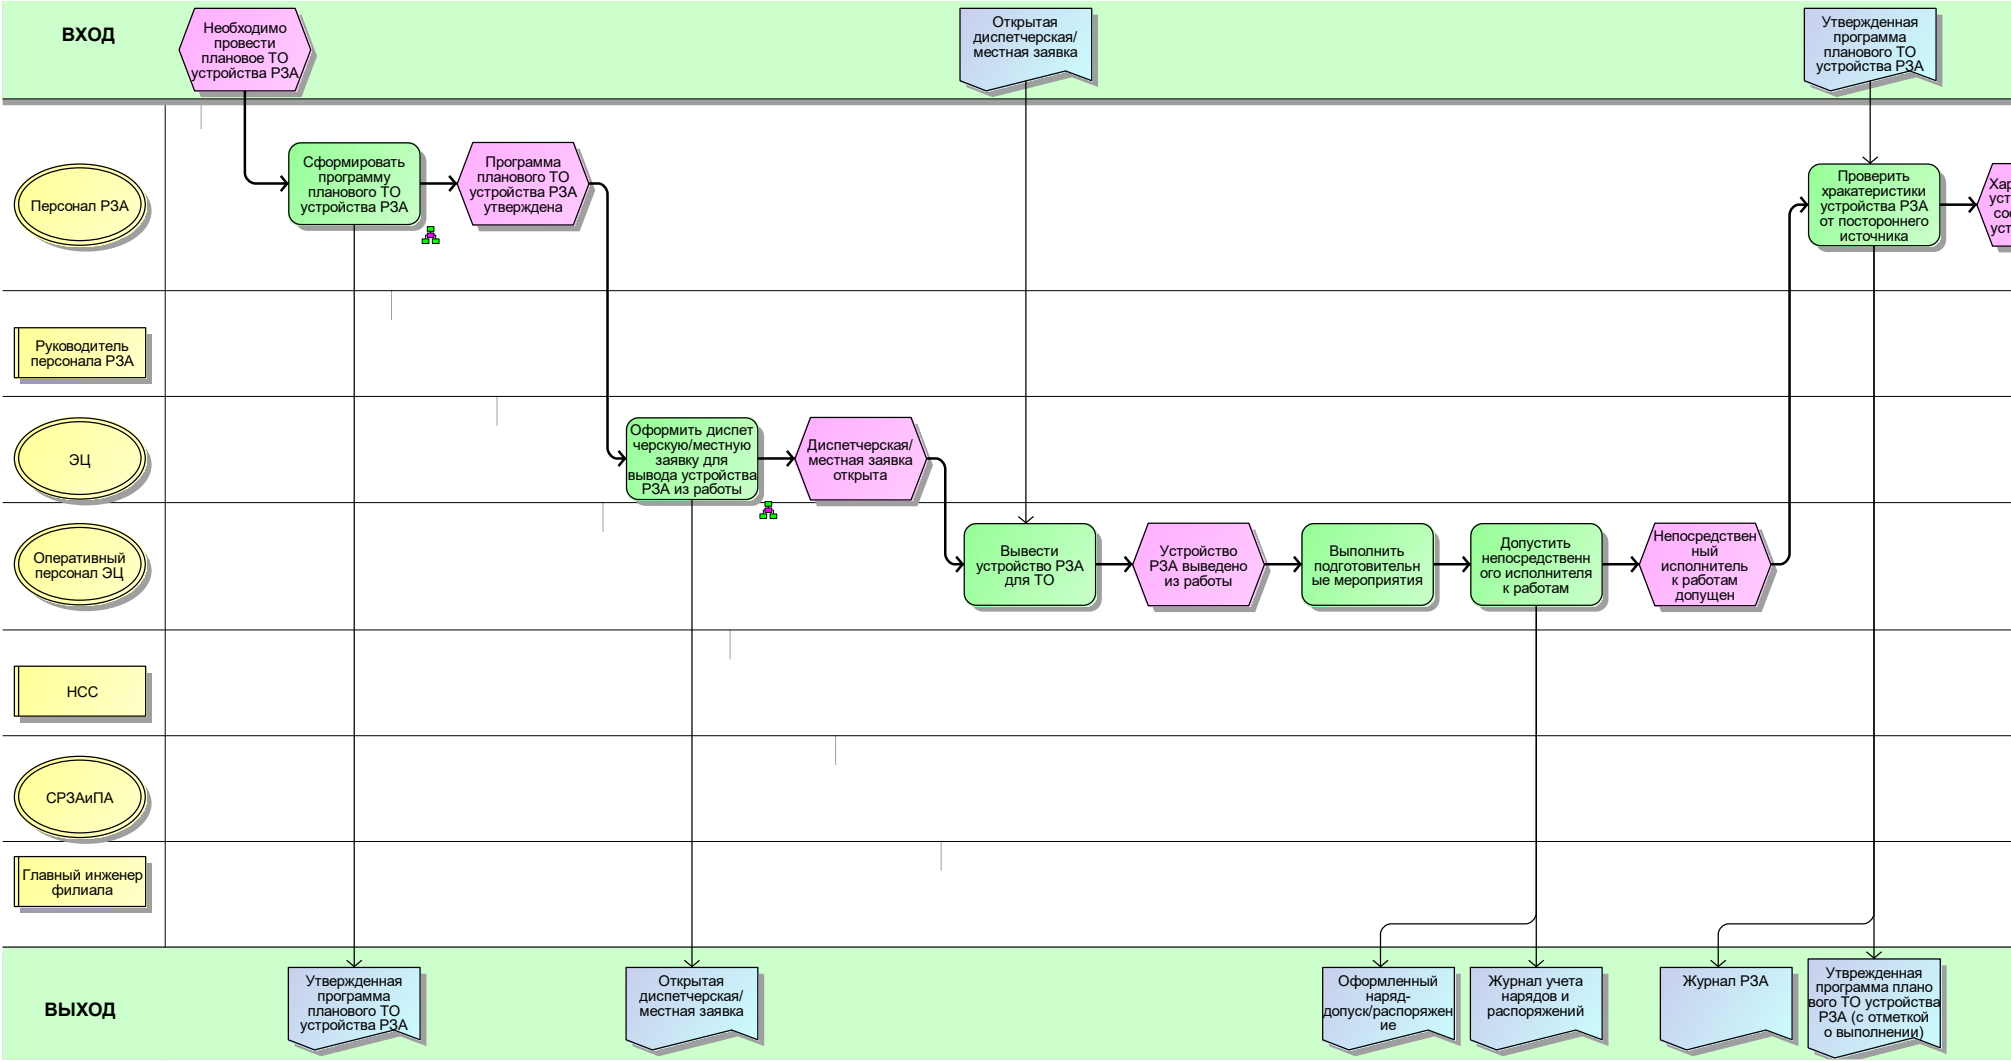 ВХОД
Необходимо
провести
плановое ТО
устройства РЗА
Открытая
диспетчерская/
местная заявка
Утвержденная
программа
планового ТО
устройства РЗА
Персонал РЗА
Сформировать
программу
планового ТО
устройства РЗА
Программа
планового ТО
устройства РЗА
утверждена
Проверить
хракатеристики
устройства РЗА
от постороннего
источника
Хар
уст
соо
уст
Руководитель
персонала РЗА
ЭЦ
Оформить диспет
черскую/местную
заявку для
вывода устройства
РЗА из работы
Диспетчерская/
местная заявка
открыта
Оперативный
персонал ЭЦ
Вывести
устройство РЗА
для ТО
Устройство
РЗА выведено
из работы
Выполнить
подготовительн
ые мероприятия
Допустить
непосредственн
ого исполнителя
к работам
Непосредствен
ный
исполнитель
к работам
допущен
НСС
СРЗАиПА
Главный инженер
филиала
ВЫХОД
Утвержденная
программа
планового ТО
устройства РЗА
Открытая
диспетчерская/
местная заявка
Оформленный
наряд-
допуск/распоряжен
ие
Журнал учета
нарядов и
распоряжений
Журнал РЗА
Утврежденная
программа плано
вого ТО устройства
РЗА (с отметкой
о выполнении)